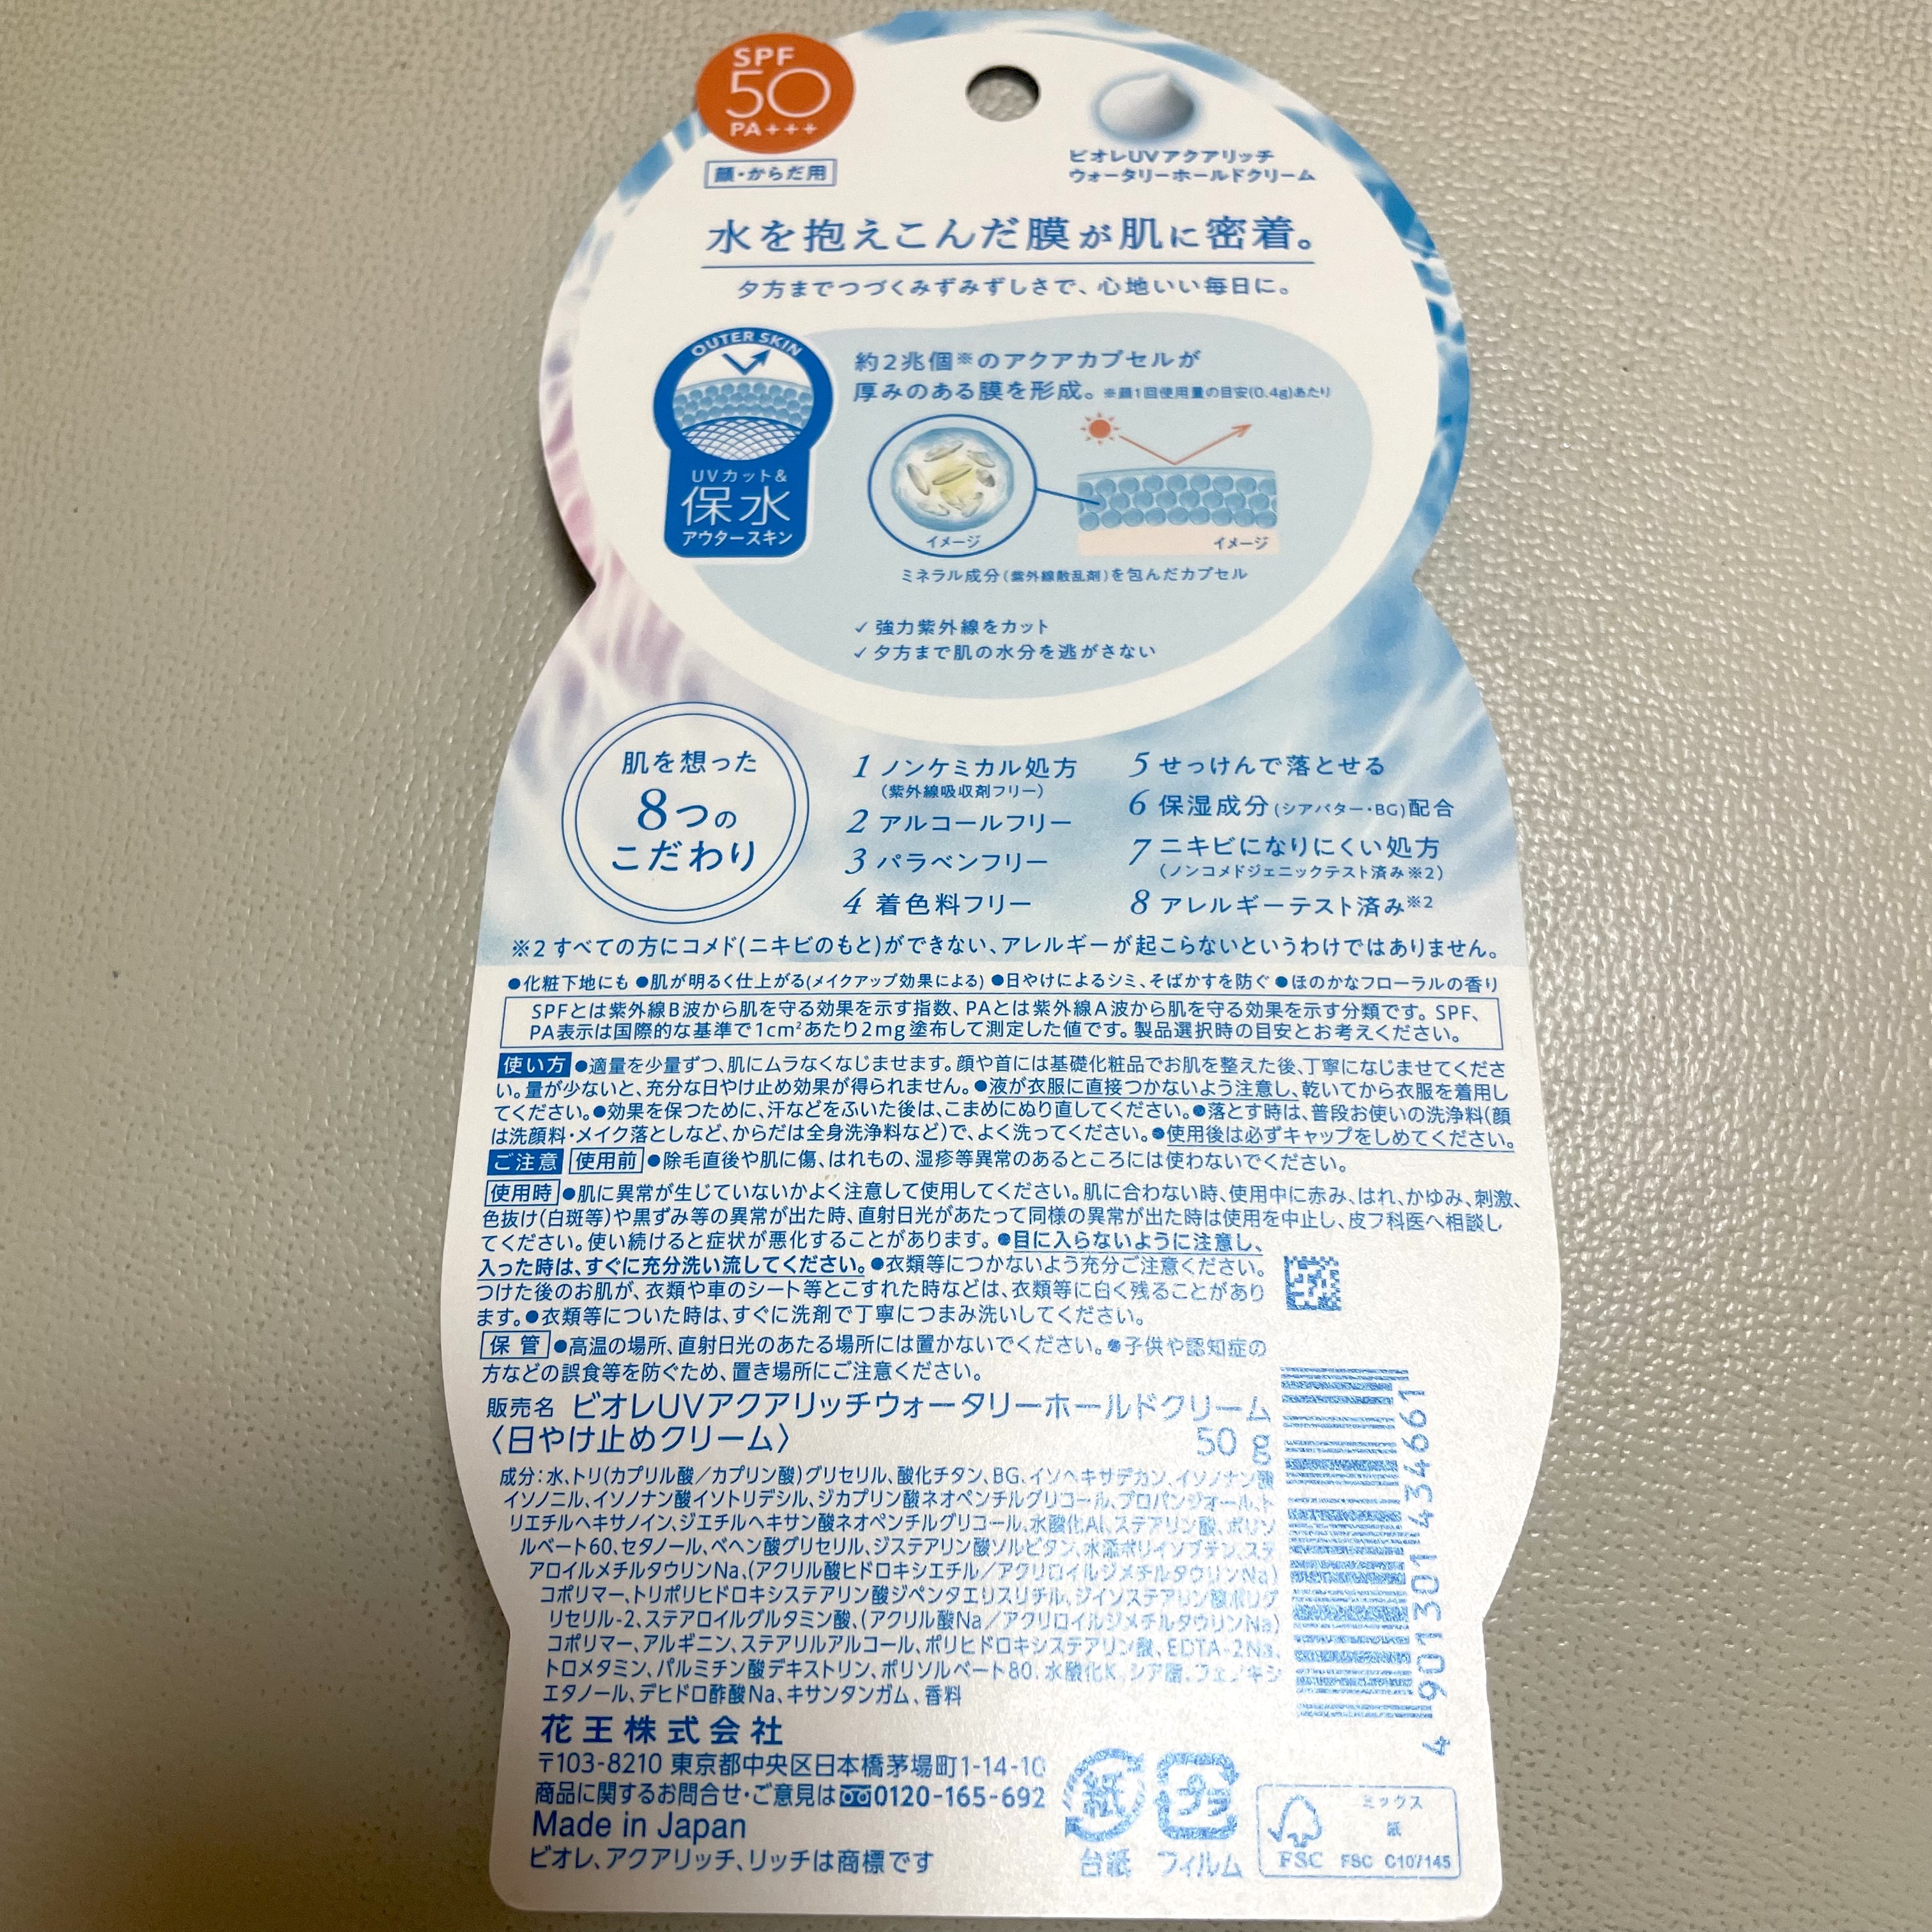 SPF
50
PA+++
顔・からだ用
ビオレUVアクアリッチ
ウォータリーホールドクリーム
水を抱えこんだ膜が肌に密着。
夕方までつづくみずみずしさで、心地いい毎日に。
OUTER SKIN
UVカット&
保水
アウタースキン
約2兆個※のアクアカプセルが
厚みのある膜を形成。※顔1回使用量の目安(0.4g)あたり
イメージ
イメージ
ミネラル成分(紫外線散乱剤)を包んだカプセル
✓強力紫外線をカット
✓夕方まで肌の水分を逃がさない
肌を想った
8つの
こだわり
1 ノンケミカル処方
(紫外線吸収剤フリー)
2 アルコールフリー
3 パラベンフリー
4 着色料フリー
5 せっけんで落とせる
6 保湿成分(シアバター・BG)配合
7 ニキビになりにくい処方
(ノンコメドジェニックテスト済み※2)
8 アレルギーテスト済み※2
※2 すべての方にコメド(ニキビのもと)ができない、アレルギーが起こらないというわけではありません。
●化粧下地にも ●肌が明るく仕上がる(メイクアップ効果による) ●日やけによるシミ、そばかすを防ぐ ●ほのかなフローラルの香り
SPFとは紫外線B波から肌を守る効果を示す指数、PAとは紫外線A波から肌を守る効果を示す分類です。SPF、
PA表示は国際的な基準で1cm²あたり2mg塗布して測定した値です。製品選択時の目安とお考えください。
使い方 ●適量を少量ずつ、肌にムラなくなじませます。顔や首には基礎化粧品でお肌を整えた後、丁寧になじませてくださ
い。量が少ないと、充分な日やけ止め効果が得られません。●液が衣服に直接つかないよう注意し、乾いてから衣服を着用し
てください。●効果を保つために、汗などをふいた後は、こまめにぬり直してください。●落とす時は、普段お使いの洗浄料(顔
は洗顔料・メイク落としなど、からだは全身洗浄料など)で、よく洗ってください。●使用後は必ずキャップをしめてください。
ご注意 使用前 ●除毛直後や肌に傷、はれもの、湿疹等異常のあるところには使わないでください。
使用時 ●肌に異常が生じていないかよく注意して使用してください。肌に合わない時、使用中に赤み、はれ、かゆみ、刺激、
色抜け(白斑等)や黒ずみ等の異常が出た時、直射日光があたって同様の異常が出た時は使用を中止し、皮フ科医へ相談し
てください。使い続けると症状が悪化することがあります。●目に入らないように注意し、
入った時は、すぐに充分洗い流してください。●衣類等につかないよう充分ご注意ください。
つけた後のお肌が、衣類や車のシート等とこすれた時などは、衣類等に白く残ることがあり
ます。●衣類等についた時は、すぐに洗剤で丁寧につまみ洗いしてください。
保管 ●高温の場所、直射日光のあたる場所には置かないでください。●子供や認知症の
方などの誤食等を防ぐため、置き場所にご注意ください。
販売名 ビオレUVアクアリッチウォータリーホールドクリーム
〈日やけ止めクリーム〉 50 g
成分：水、トリ(カプリル酸／カプリン酸)グリセリル、酸化チタン、BG、イソヘキサデカン、イソノナン酸
イソノニル、イソノナン酸イソトリデシル、ジカプリン酸ネオペンチルグリコール、プロパンジオール、ト
リエチルヘキサノイン、ジエチルヘキサン酸ネオペンチルグリコール、水酸化Al、ステアリン酸、ポリソ
ルベート60、セタノール、ベヘン酸グリセリル、ジステアリン酸ソルビタン、水添ポリイソブテン、ステ
アロイルメチルタウリンNa、(アクリル酸ヒドロキシエチル／アクリロイルジメチルタウリンNa)
コポリマー、トリポリヒドロキシステアリン酸ジペンタエリスリチル、ジイソステアリン酸ポリグ
リセリル-2、ステアロイルグルタミン酸、(アクリル酸Na／アクリロイルジメチルタウリンNa)
コポリマー、アルギニン、ステアリルアルコール、ポリヒドロキシステアリン酸、EDTA-2Na、
トロメタミン、パルミチン酸デキストリン、ポリソルベート80、水酸化K、シア脂、フェノキシ
エタノール、デヒドロ酢酸Na、キサンタンガム、香料
花王株式会社
〒103-8210 東京都中央区日本橋茅場町1-14-10
商品に関するお問合せ・ご意見は 0120-165-692
Made in Japan
ビオレ、アクアリッチ、リッチは商標です
紙
台紙
プラ
フィルム
FSC
ミックス
紙
FSC C107145
4 901301 434661